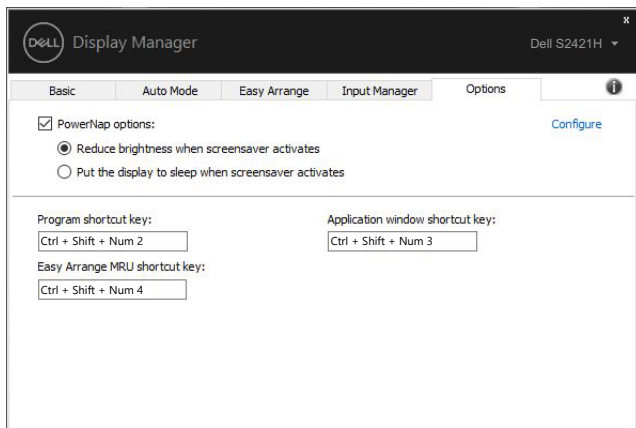 x
DELL Display Manager
Dell S2421H
Basic Auto Mode Easy Arrange Input Manager Options
PowerNap options:
Configure
Reduce brightness when screensaver activates
Put the display to sleep when screensaver activates
Program shortcut key:
Application window shortcut key:
Ctrl + Shift + Num 2
Ctrl + Shift + Num 3
Easy Arrange MRU shortcut key:
Ctrl + Shift + Num 4